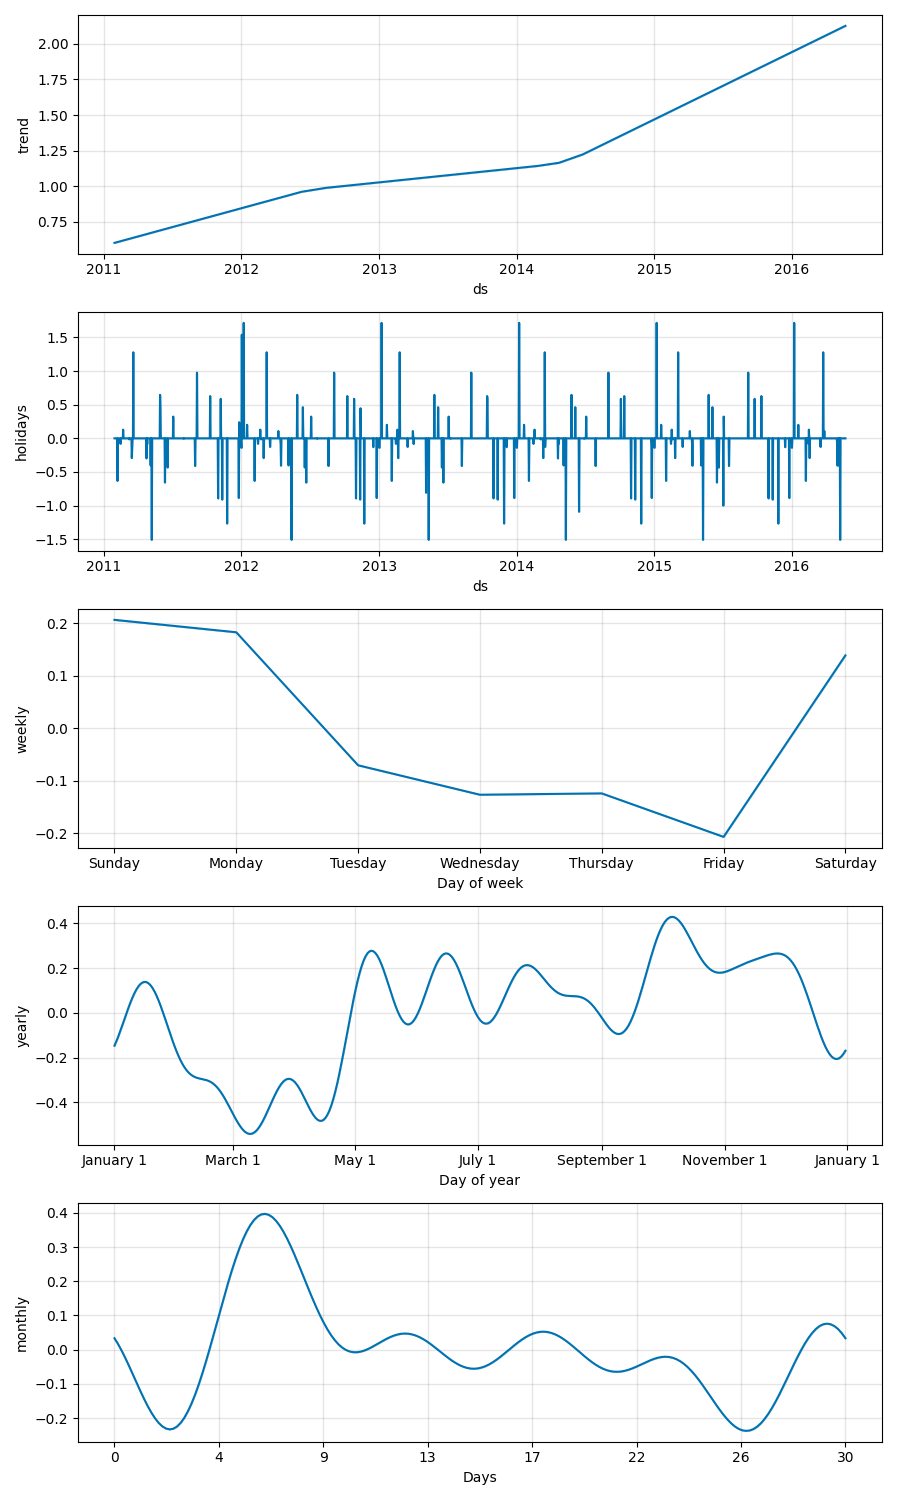 2.00
1.75
1.50
1.25
1.00
0.75
trend
2011 2012 2013 2014 2015 2016
ds
1.5
1.0
0.5
0.0
−0.5
−1.0
−1.5
holidays
2011 2012 2013 2014 2015 2016
ds
0.2
0.1
0.0
−0.1
−0.2
weekly
Sunday Monday Tuesday Wednesday Thursday Friday Saturday
Day of week
0.4
0.2
0.0
−0.2
−0.4
yearly
January 1 March 1 May 1 July 1 September 1 November 1 January 1
Day of year
0.4
0.3
0.2
0.1
0.0
−0.1
−0.2
monthly
0 4 9 13 17 22 26 30
Days